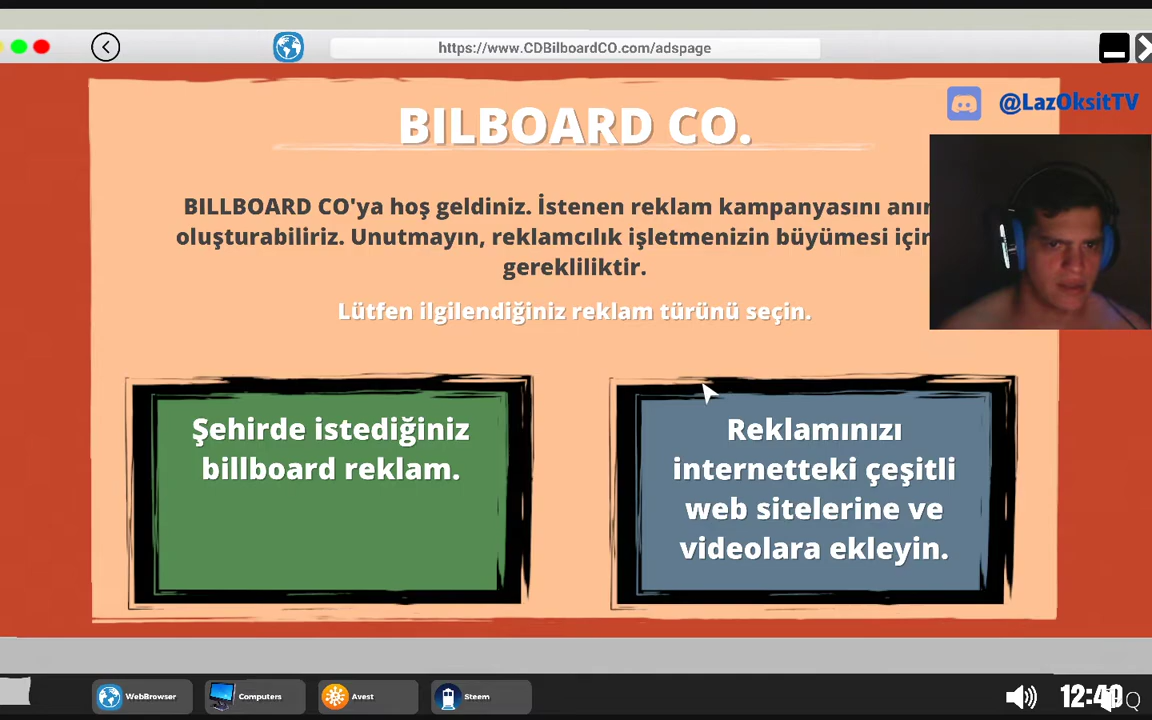 https://www.CDBilboardCO.com/adspage
@LazOksitTV
BILBOARD CO.
BILLBOARD CO'ya hoş geldiniz. İstenen reklam kampanyasını
oluşturabiliriz. Unutmayın, reklamcılık işletmenizin büyümesi için
gerekliliktir.
Lütfen ilgilendiğiniz reklam türünü seçin.
Şehirde istediğiniz
billboard reklam.
Reklamınızı
internetteki çeşitli
web sitelerine ve
videolara ekleyin.
WebBrowser
Computers
Avest
Steem